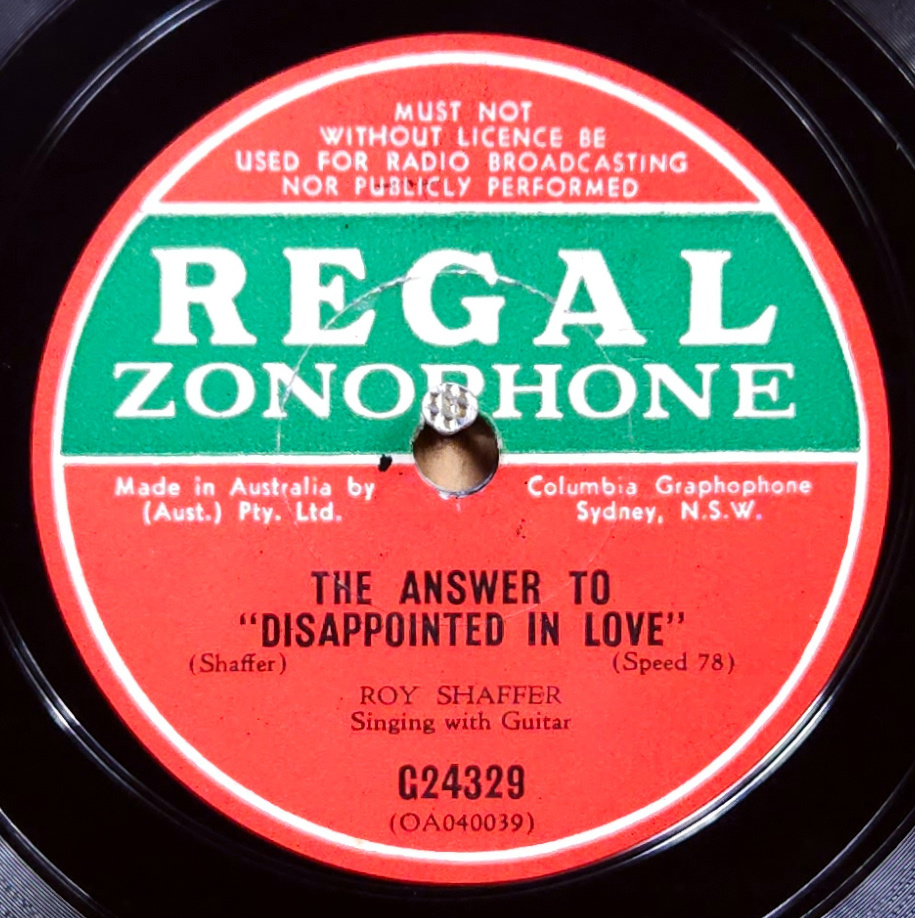 MUST NOT
WITHOUT LICENCE BE
USED FOR RADIO BROADCASTING
NOR PUBLICLY PERFORMED
REGAL
ZONOPHONE
Made in Australia by Columbia Graphophone
(Aust.) Pty. Ltd. Sydney, N.S.W.
THE ANSWER TO
"DISAPPOINTED IN LOVE"
(Shaffer) (Speed 78)
ROY SHAFFER
Singing with Guitar
G24329
(OA040039)